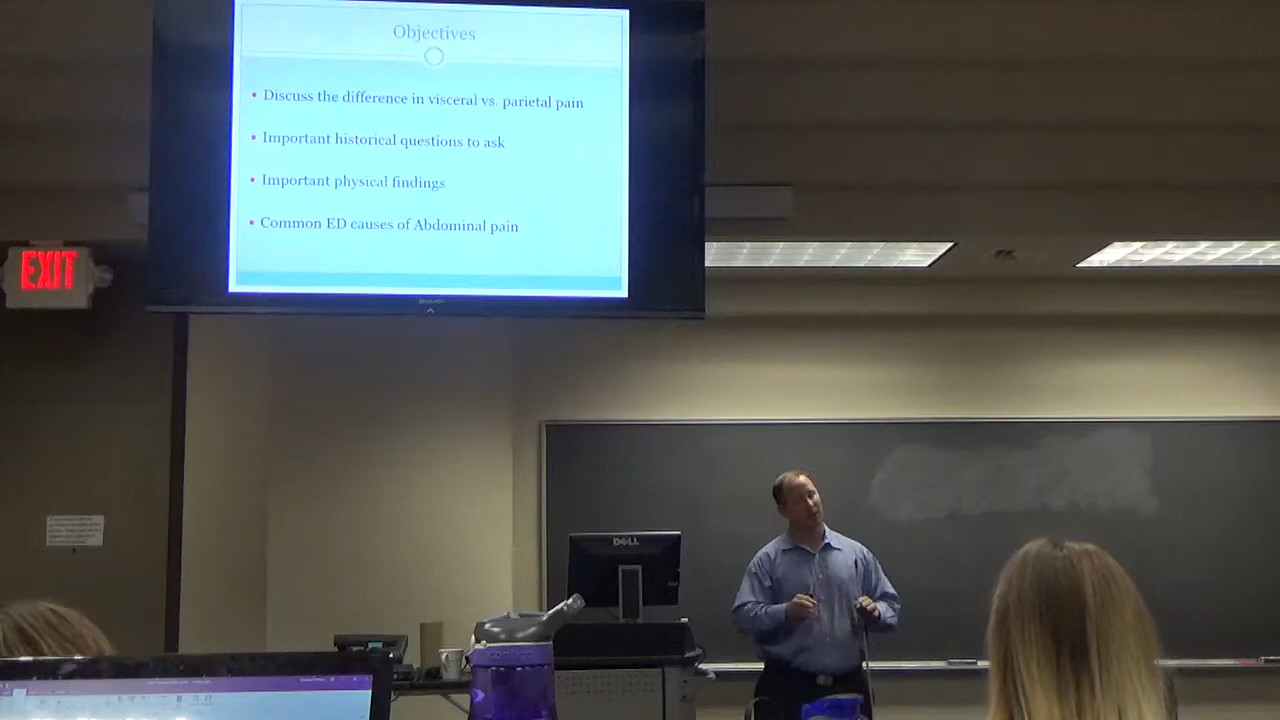 Objectives
• Discuss the difference in visceral vs. parietal pain
• Important historical questions to ask
• Important physical findings
• Common ED causes of Abdominal pain
EXIT
DELL